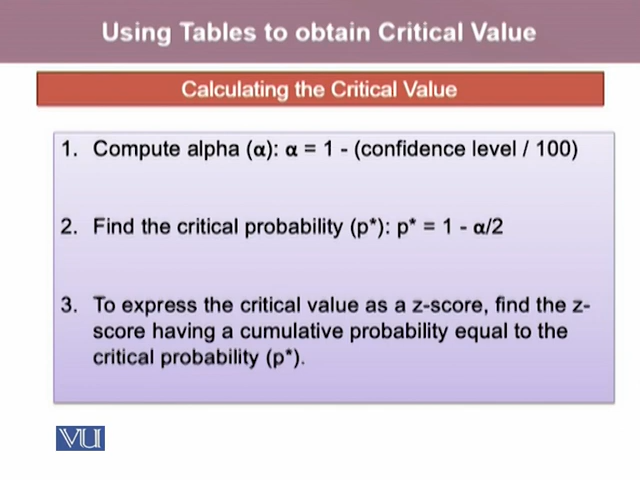 Using Tables to obtain Critical Value
Calculating the Critical Value
1. Compute alpha (α): α = 1 - (confidence level / 100)
2. Find the critical probability (p*): p* = 1 - α/2
3. To express the critical value as a z-score, find the z-
score having a cumulative probability equal to the
critical probability (p*).
VU